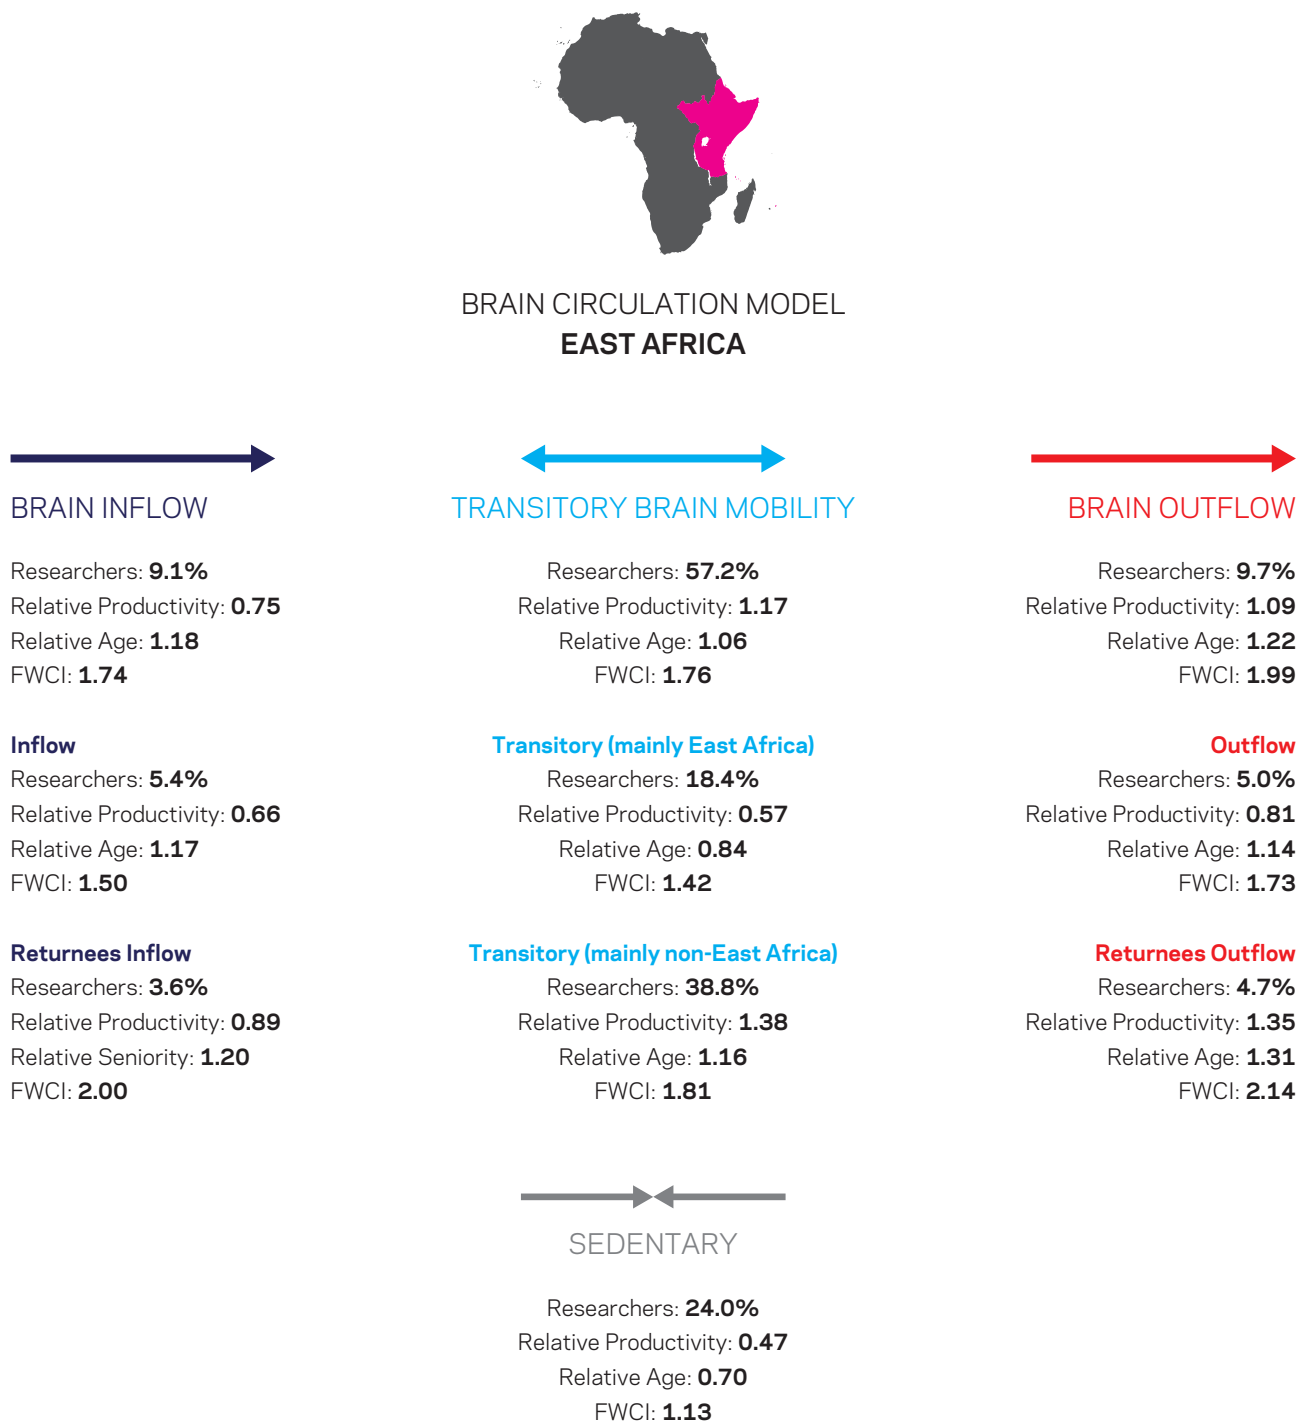 BRAIN CIRCULATION MODEL
EAST AFRICA
BRAIN INFLOW
Researchers: 9.1%
Relative Productivity: 0.75
Relative Age: 1.18
FWCI: 1.74
Inflow
Researchers: 5.4%
Relative Productivity: 0.66
Relative Age: 1.17
FWCI: 1.50
Returnees Inflow
Researchers: 3.6%
Relative Productivity: 0.89
Relative Seniority: 1.20
FWCI: 2.00
TRANSITORY BRAIN MOBILITY
Researchers: 57.2%
Relative Productivity: 1.17
Relative Age: 1.06
FWCI: 1.76
Transitory (mainly East Africa)
Researchers: 18.4%
Relative Productivity: 0.57
Relative Age: 0.84
FWCI: 1.42
Transitory (mainly non-East Africa)
Researchers: 38.8%
Relative Productivity: 1.38
Relative Age: 1.16
FWCI: 1.81
BRAIN OUTFLOW
Researchers: 9.7%
Relative Productivity: 1.09
Relative Age: 1.22
FWCI: 1.99
Outflow
Researchers: 5.0%
Relative Productivity: 0.81
Relative Age: 1.14
FWCI: 1.73
Returnees Outflow
Researchers: 4.7%
Relative Productivity: 1.35
Relative Age: 1.31
FWCI: 2.14
SEDENTARY
Researchers: 24.0%
Relative Productivity: 0.47
Relative Age: 0.70
FWCI: 1.13